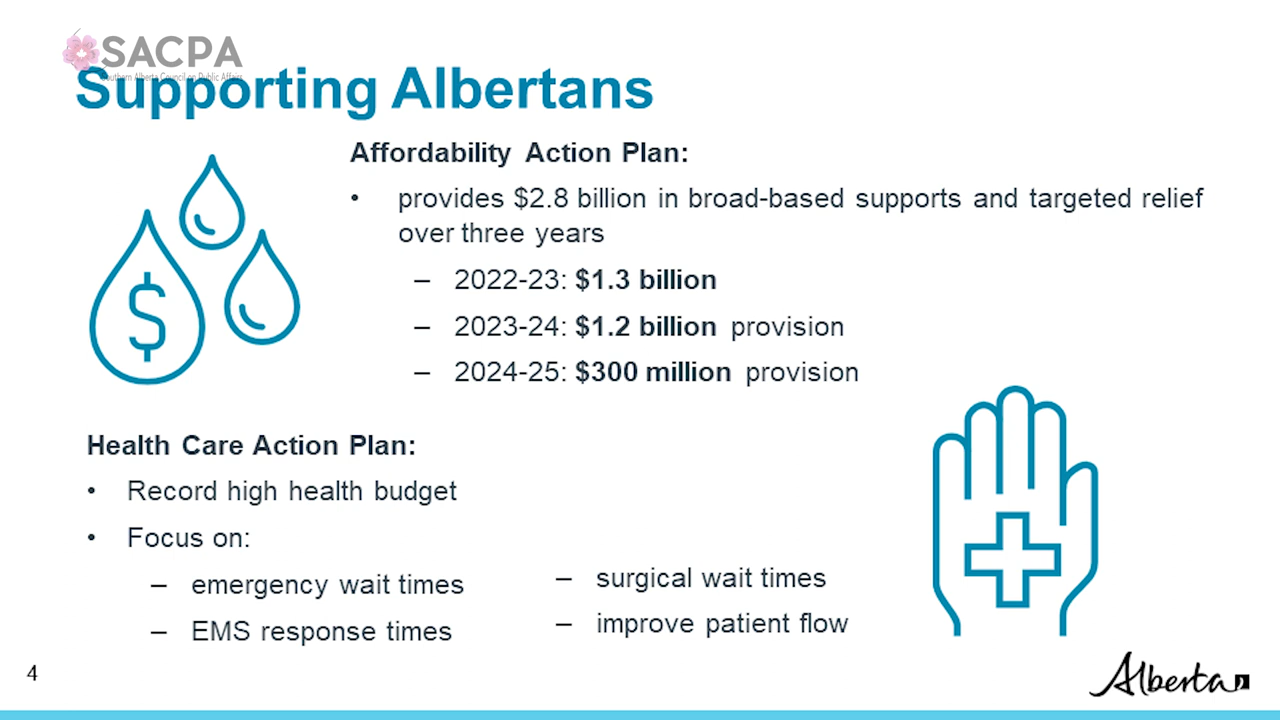 SACPA
Southern Alberta Council on Public Affairs
Supporting Albertans
Affordability Action Plan:
• provides $2.8 billion in broad-based supports and targeted relief
over three years
– 2022-23: $1.3 billion
– 2023-24: $1.2 billion provision
– 2024-25: $300 million provision
$
Health Care Action Plan:
• Record high health budget
• Focus on:
– emergency wait times
– EMS response times
– surgical wait times
– improve patient flow
4
Alberta